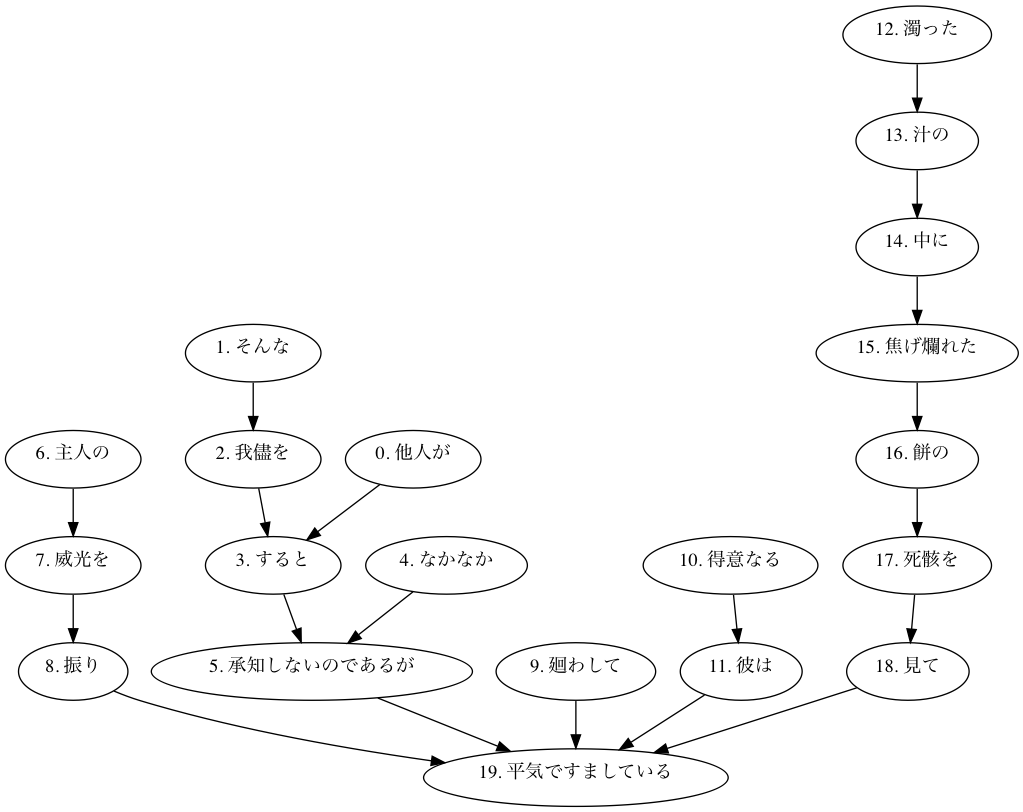 12. 濁った
13. 汁の
14. 中に
1. そんな
15. 焦げ爛れた
6. 主人の
2. 我儘を
0. 他人が
16. 餅の
7. 威光を
3. すると
4. なかなか
10. 得意なる
17. 死骸を
8. 振り
5. 承知しないのであるが
9. 廻わして
11. 彼は
18. 見て
19. 平気ですましている